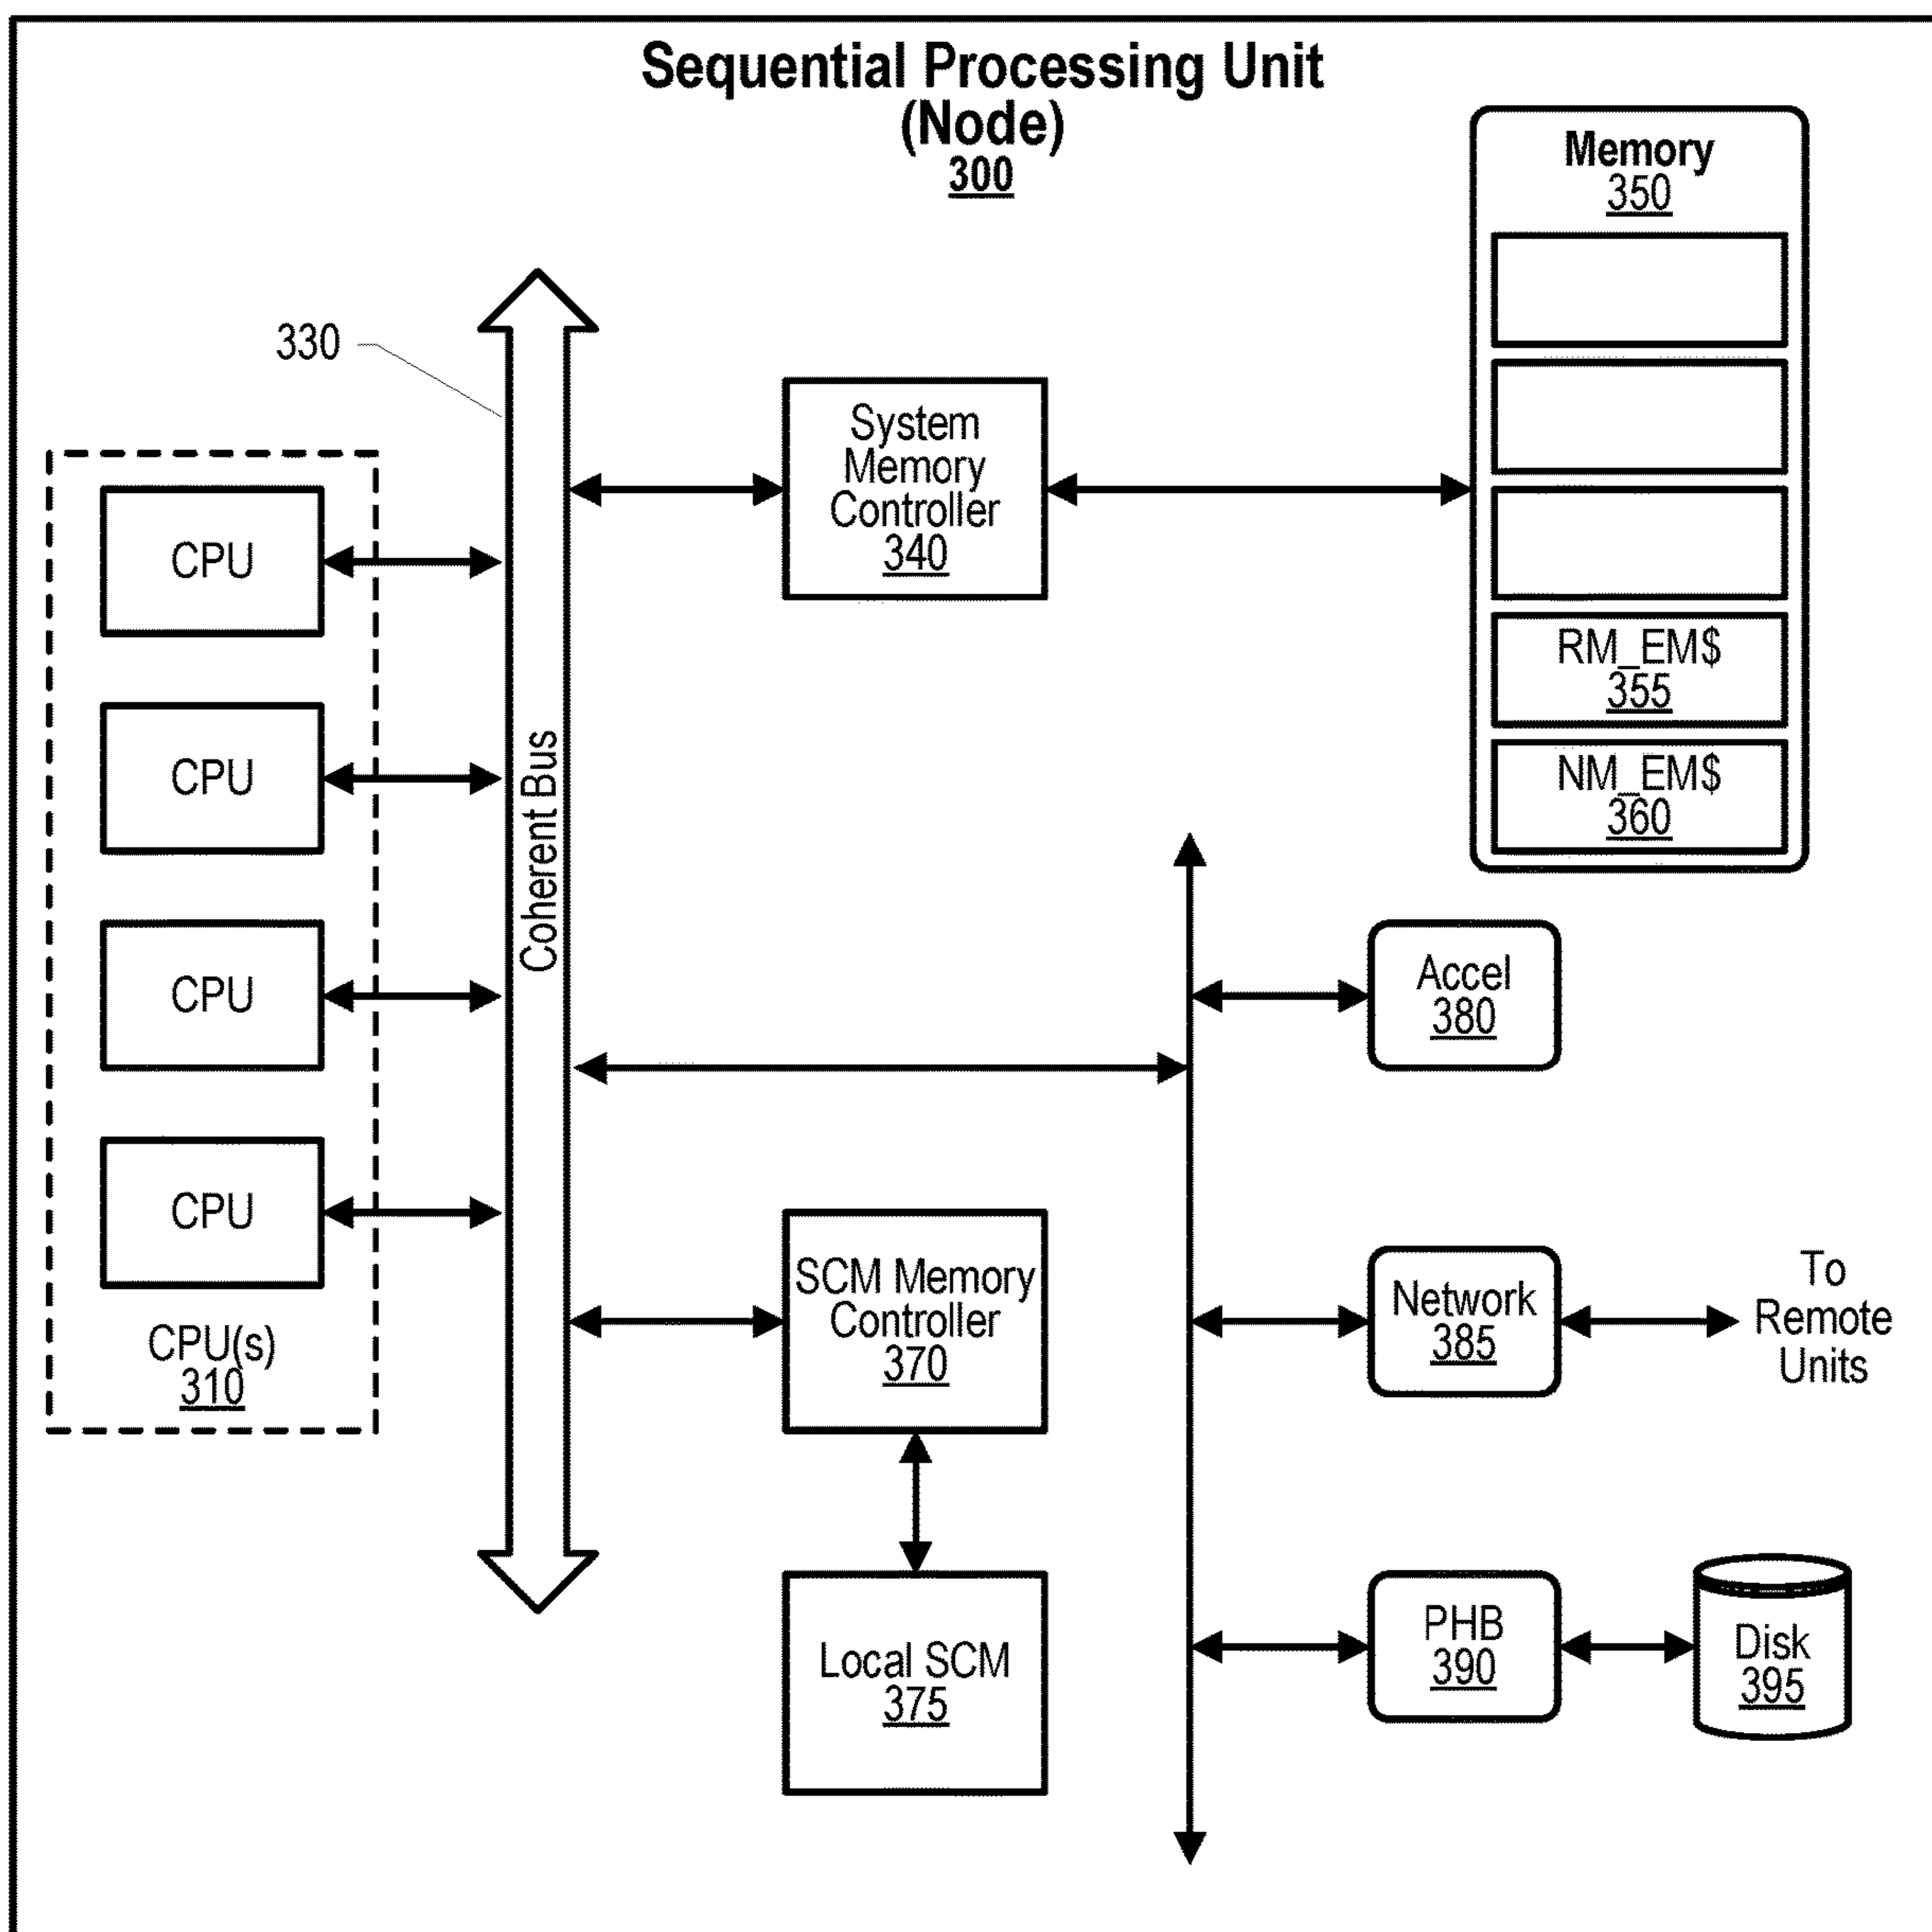 Sequential Processing Unit
(Node)
300
Memory
350
RM_EM$
355
NM_EM$
360
330
System
Memory
Controller
340
CPU
CPU
CPU
CPU
CPU(s)
310
Coherent Bus
Accel
380
SCM Memory
Controller
370
Network
385
To
Remote
Units
Local SCM
375
PHB
390
Disk
395